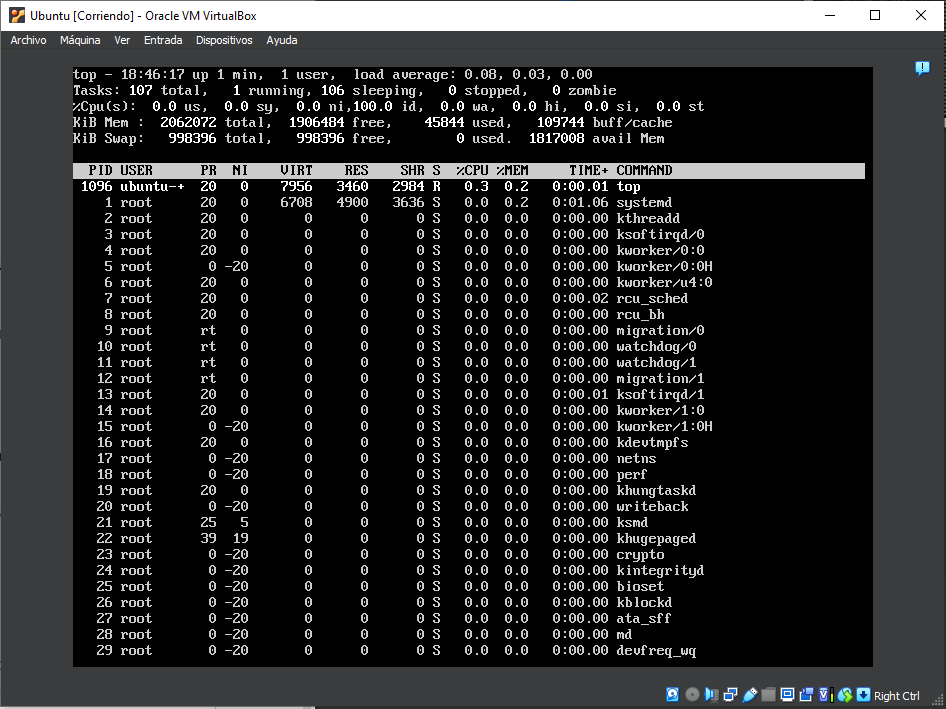 Ubuntu [Corriendo] - Oracle VM VirtualBox
Archivo Máquina Ver Entrada Dispositivos Ayuda
top - 18:46:17 up 1 min,  1 user,  load average: 0.08, 0.03, 0.00
Tasks: 107 total,   1 running, 106 sleeping,   0 stopped,   0 zombie
%Cpu(s):  0.0 us,  0.0 sy,  0.0 ni,100.0 id,  0.0 wa,  0.0 hi,  0.0 si,  0.0 st
KiB Mem :  2062072 total,  1906484 free,    45844 used,   109744 buff/cache
KiB Swap:   998396 total,   998396 free,        0 used.  1817008 avail Mem
PID USER PR NI VIRT RES SHR S %CPU %MEM TIME+ COMMAND
1096 ubuntu-+ 20 0 7956 3460 2984 R 0.3 0.2 0:00.01 top
1 root 20 0 6708 4900 3636 S 0.0 0.2 0:01.06 systemd
2 root 20 0 0 0 0 S 0.0 0.0 0:00.00 kthreadd
3 root 20 0 0 0 0 S 0.0 0.0 0:00.00 ksoftirqd/0
4 root 20 0 0 0 0 S 0.0 0.0 0:00.00 kworker/0:0
5 root 0 -20 0 0 0 S 0.0 0.0 0:00.00 kworker/0:0H
6 root 20 0 0 0 0 S 0.0 0.0 0:00.00 kworker/u4:0
7 root 20 0 0 0 0 S 0.0 0.0 0:00.02 rcu_sched
8 root 20 0 0 0 0 S 0.0 0.0 0:00.00 rcu_bh
9 root rt 0 0 0 0 S 0.0 0.0 0:00.00 migration/0
10 root rt 0 0 0 0 S 0.0 0.0 0:00.00 watchdog/0
11 root rt 0 0 0 0 S 0.0 0.0 0:00.00 watchdog/1
12 root rt 0 0 0 0 S 0.0 0.0 0:00.00 migration/1
13 root 20 0 0 0 0 S 0.0 0.0 0:00.01 ksoftirqd/1
14 root 20 0 0 0 0 S 0.0 0.0 0:00.00 kworker/1:0
15 root 0 -20 0 0 0 S 0.0 0.0 0:00.00 kworker/1:0H
16 root 20 0 0 0 0 S 0.0 0.0 0:00.00 kdevtmpfs
17 root 0 -20 0 0 0 S 0.0 0.0 0:00.00 netns
18 root 0 -20 0 0 0 S 0.0 0.0 0:00.00 perf
19 root 20 0 0 0 0 S 0.0 0.0 0:00.00 khungtaskd
20 root 0 -20 0 0 0 S 0.0 0.0 0:00.00 writeback
21 root 25 5 0 0 0 S 0.0 0.0 0:00.00 ksmd
22 root 39 19 0 0 0 S 0.0 0.0 0:00.00 khugepaged
23 root 0 -20 0 0 0 S 0.0 0.0 0:00.00 crypto
24 root 0 -20 0 0 0 S 0.0 0.0 0:00.00 kintegrityd
25 root 0 -20 0 0 0 S 0.0 0.0 0:00.00 bioset
26 root 0 -20 0 0 0 S 0.0 0.0 0:00.00 kblockd
27 root 0 -20 0 0 0 S 0.0 0.0 0:00.00 ata_sff
28 root 0 -20 0 0 0 S 0.0 0.0 0:00.00 md
29 root 0 -20 0 0 0 S 0.0 0.0 0:00.00 devfreq_wq
Right Ctrl